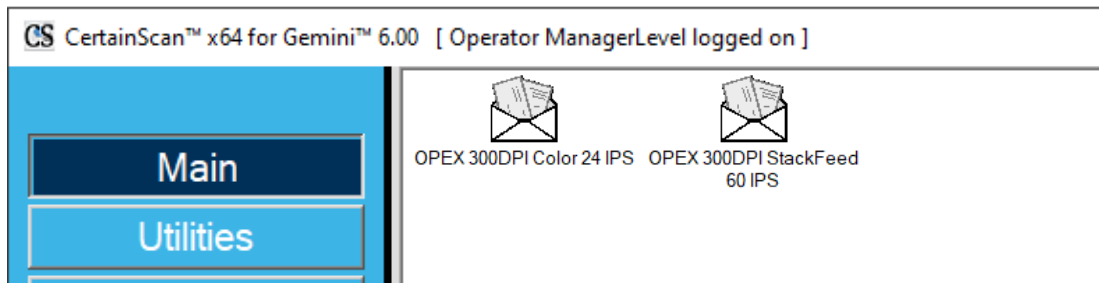 CS CertainScan™ x64 for Gemini™ 6.00 [ Operator ManagerLevel logged on ]
Main
Utilities
OPEX 300DPI Color 24 IPS
OPEX 300DPI StackFeed
60 IPS